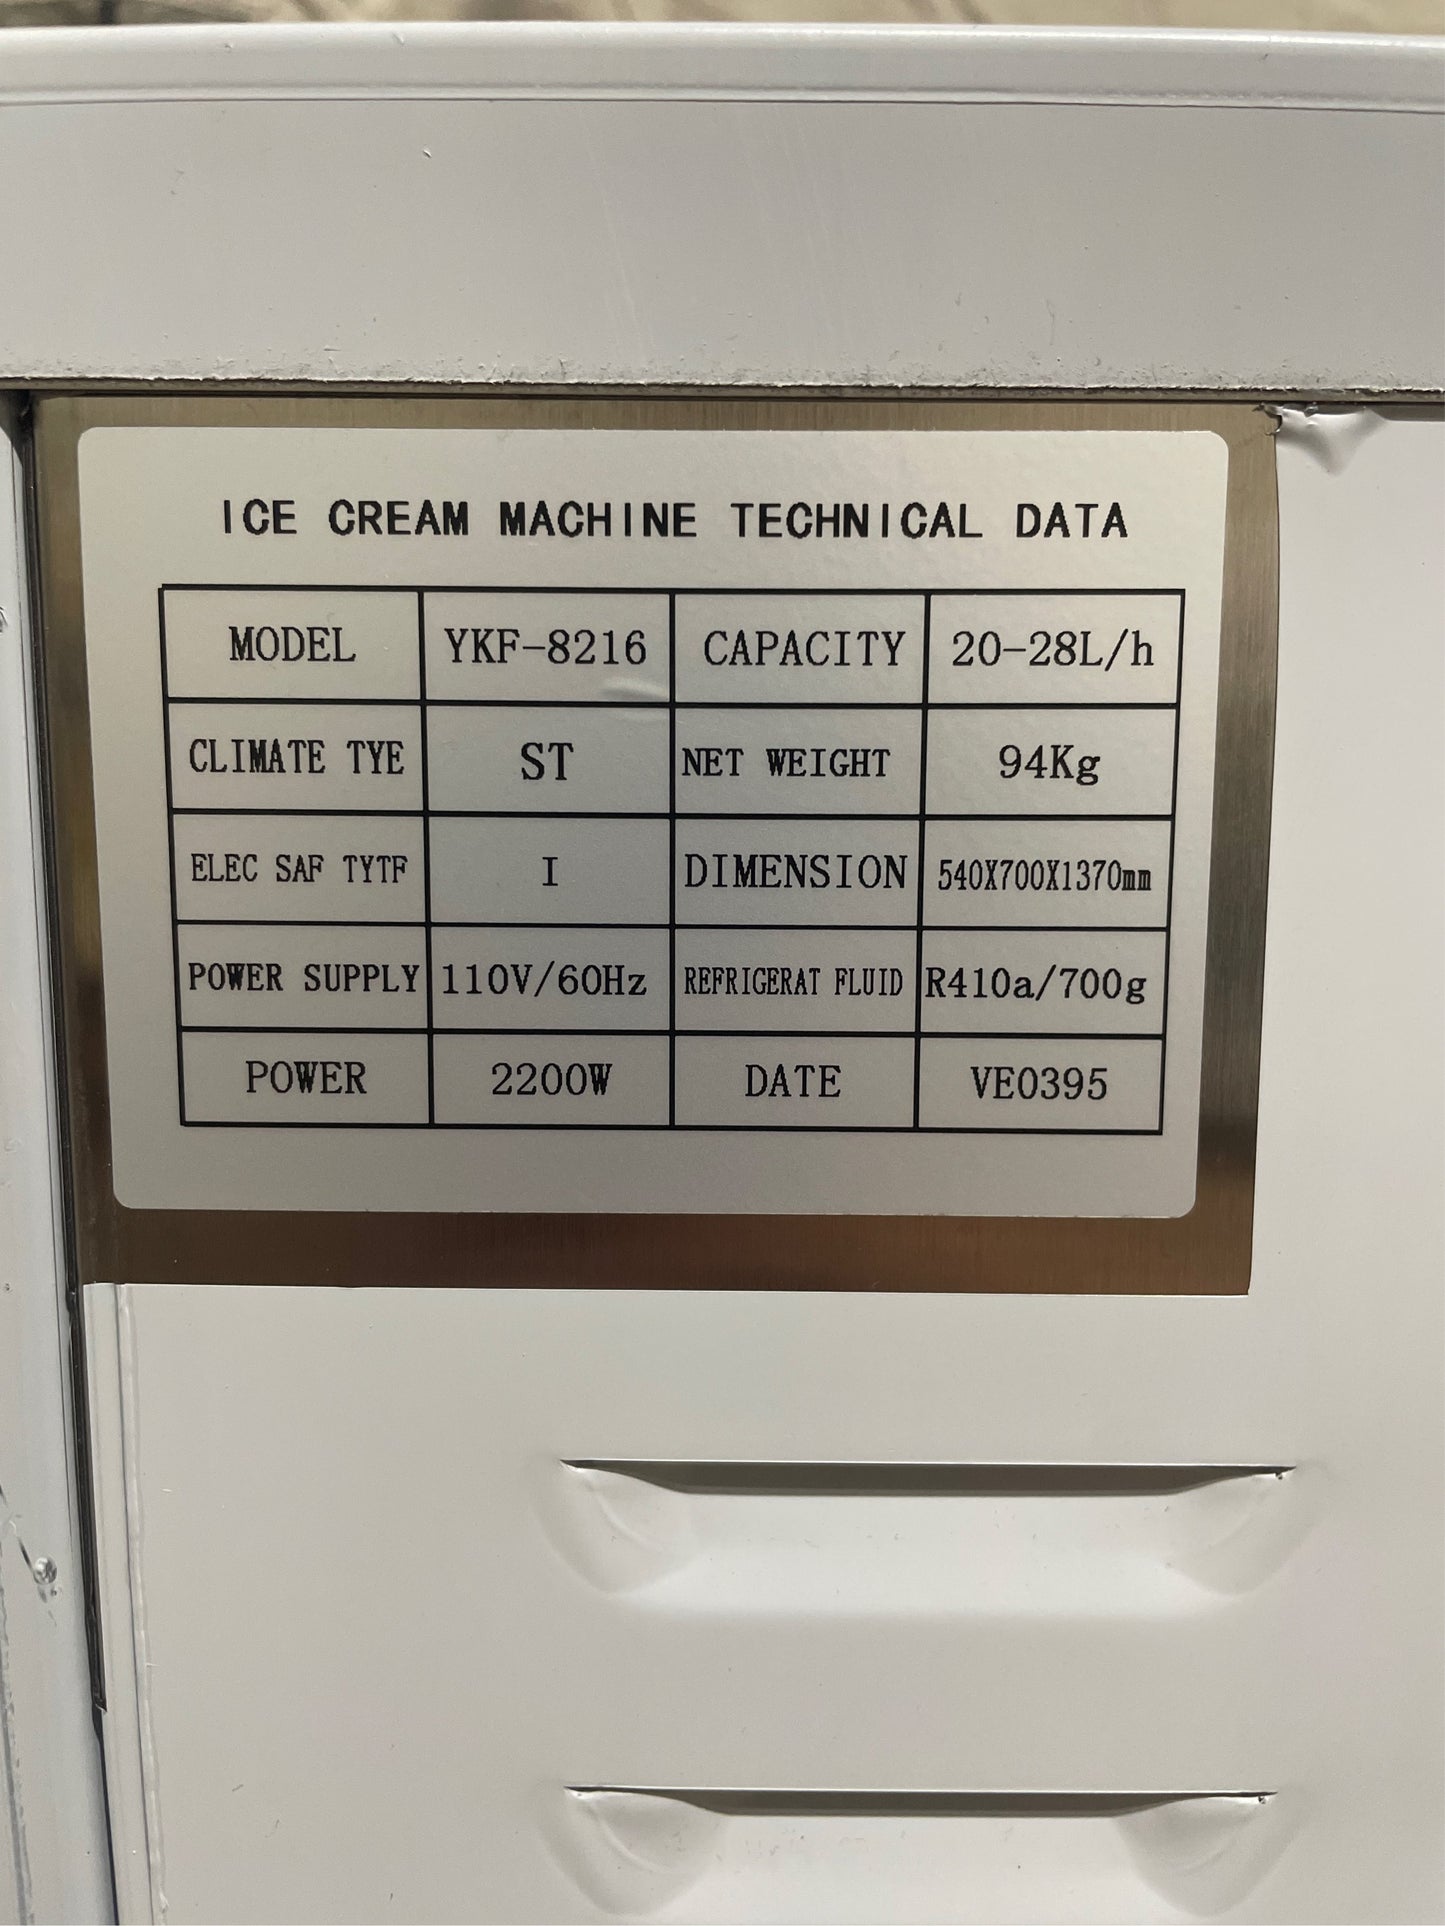 ICE CREAM MACHINE TECHNICAL DATA
MODEL YKF-8216 CAPACITY 20-28L/h
CLIMATE TYE ST NET WEIGHT 94Kg
ELEC SAF TYTF I DIMENSION 540X700X1370mm
POWER SUPPLY 110V/60Hz REFRIGERAT FLUID R410a/700g
POWER 2200W DATE VE0395